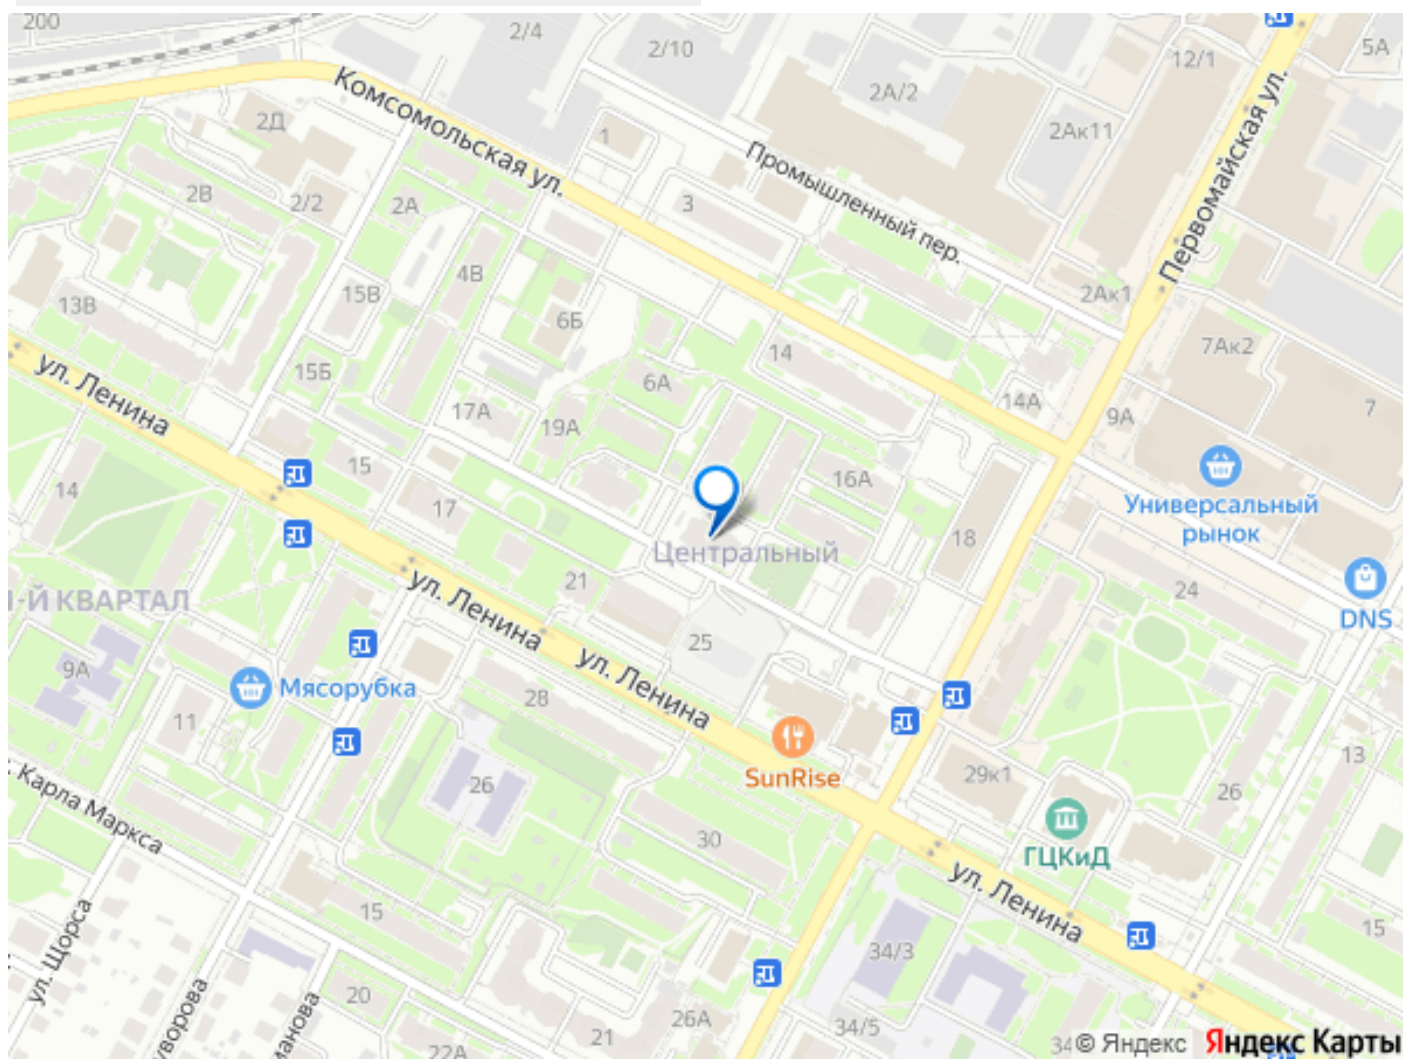 200
2/4
2/10
12/1
5А
2А/2
2Д
Комсомольская ул.
1
2Ак11
Первомайская ул.
Промышленный пер.
2В
2/2
2А
3
4В
15В
6Б
2Ак1
13В
14
7Ак2
15Б
6А
ул. Ленина
17А
19А
14А
9А
7
15
16А
14
17
Универсальный
рынок
18
Центральный
21
ул. Ленина
24
DNS
-Й КВАРТАЛ
25
ул. Ленина
9А
Мясорубка
28
11
SunRise
29к1
13
26
26
Карла Маркса
30
ГЦКиД
ул. Ленина
15
15
34/3
ул. Щорса
20
26А
21
34/5
22А
34
© Яндекс
Яндекс Карты